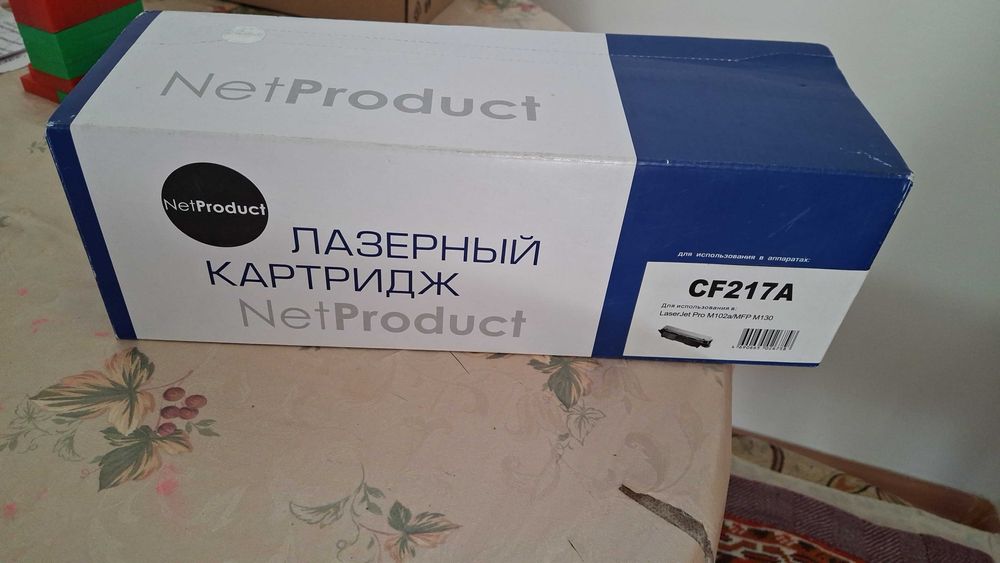 NetProduct
NetProduct
ЛАЗЕРНЫЙ
КАРТРИДЖ
NetProduct
для использования в аппаратах:
CF217A
Для использования в:
LaserJet Pro M102a/MFP M130